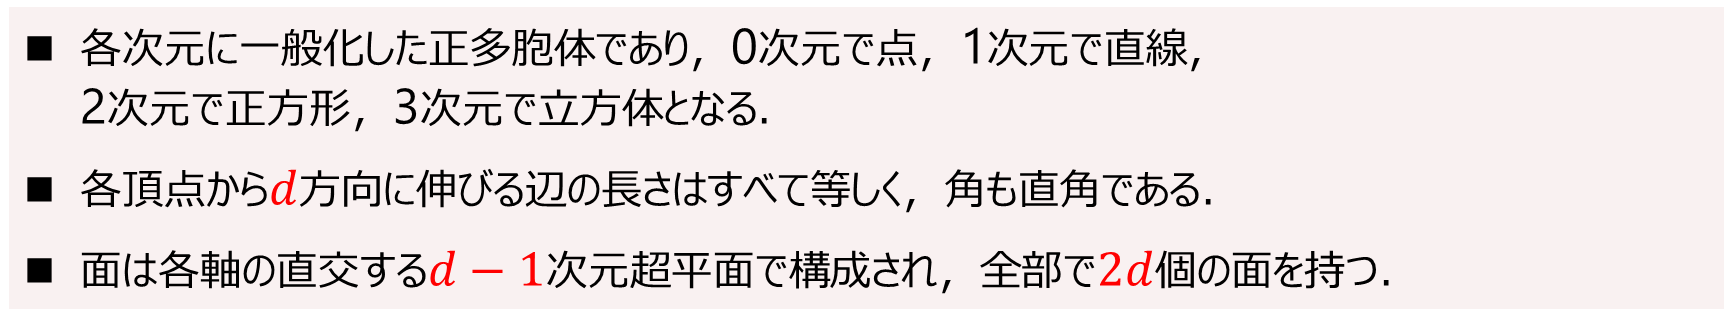 ■ 各次元に一般化した正多胞体であり，0次元で点，1次元で直線，
2次元で正方形，3次元で立方体となる．
■ 各頂点からd方向に伸びる辺の長さはすべて等しく，角も直角である．
■ 面は各軸の直交するd − 1次元超平面で構成され，全部で2d個の面を持つ．